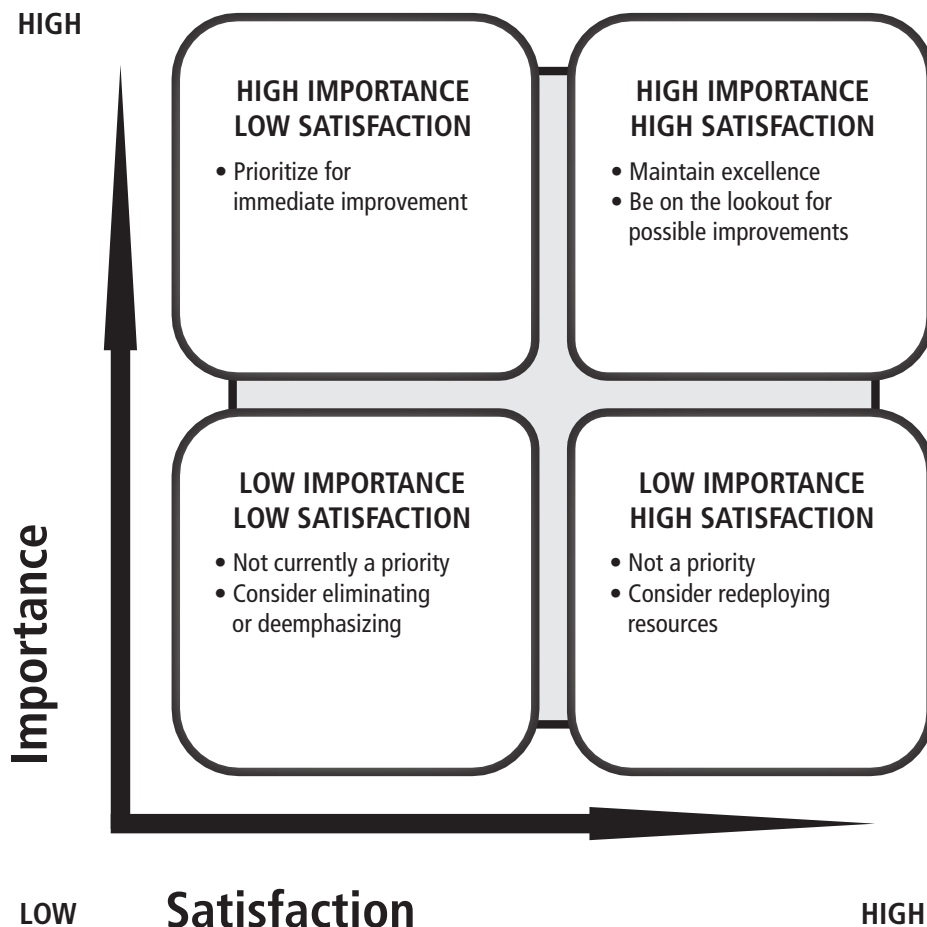 HIGH
HIGH IMPORTANCE
LOW SATISFACTION
• Prioritize for
immediate improvement
HIGH IMPORTANCE
HIGH SATISFACTION
• Maintain excellence
• Be on the lookout for
possible improvements
LOW IMPORTANCE
LOW SATISFACTION
• Not currently a priority
• Consider eliminating
or deemphasizing
LOW IMPORTANCE
HIGH SATISFACTION
• Not a priority
• Consider redeploying
resources
Importance
LOW
Satisfaction
HIGH